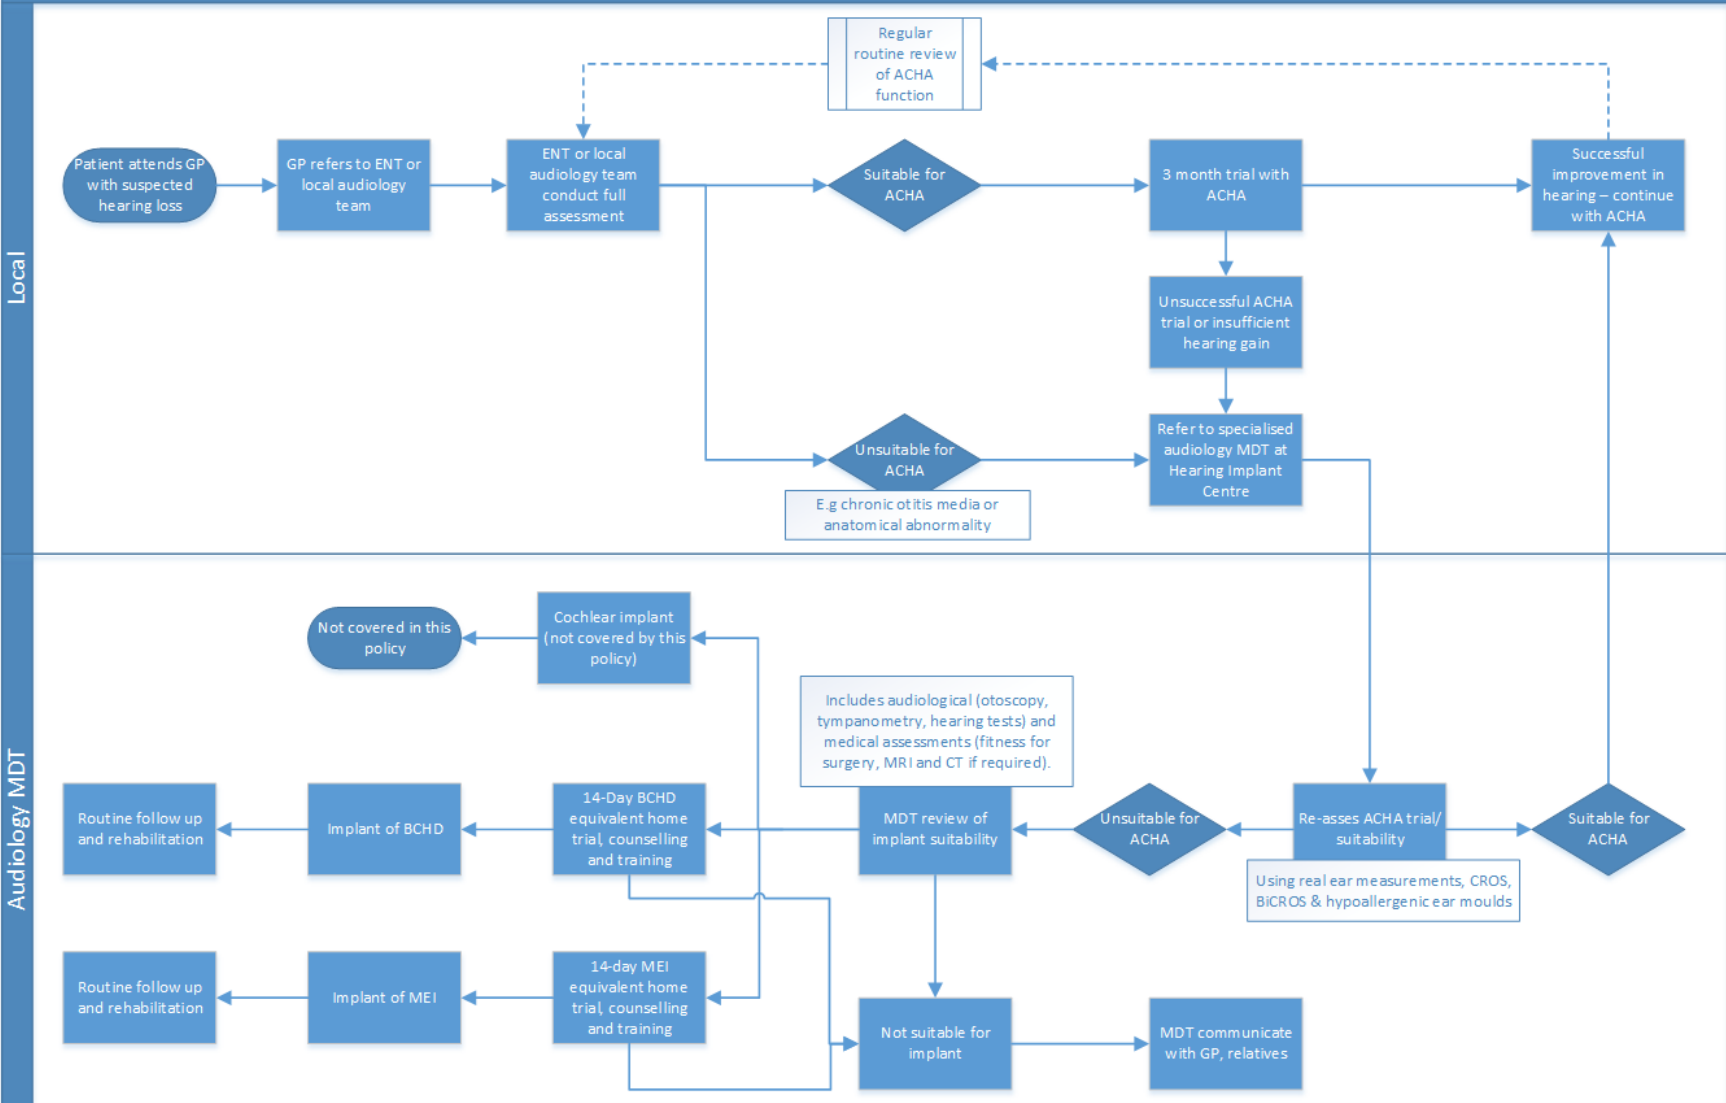 Local
Regular
routine review
of ACHA
function
Patient attends GP
with suspected
hearing loss
GP refers to ENT or
local audiology
team
ENT or local
audiology team
conduct full
assessment
Suitable for
ACHA
3 month trial with
ACHA
Successful
improvement in
hearing – continue
with ACHA
Unsuccessful ACHA
trial or insufficient
hearing gain
Unsuitable for
ACHA
E.g chronic otitis media or
anatomical abnormality
Refer to specialised
audiology MDT at
Hearing Implant
Centre
Audiology MDT
Not covered in this
policy
Cochlear implant
(not covered by this
policy)
Includes audiological (otoscopy,
tympanometry, hearing tests) and
medical assessments (fitness for
surgery, MRI and CT if required).
Routine follow up
and rehabilitation
Implant of BCHD
14-Day BCHD
equivalent home
trial, counselling
and training
MDT review of
implant suitability
Unsuitable for
ACHA
Re-asses ACHA trial/
suitability
Suitable for
ACHA
Using real ear measurements, CROS,
BiCROS & hypoallergenic ear moulds
Routine follow up
and rehabilitation
Implant of MEI
14-day MEI
equivalent home
trial, counselling
and training
Not suitable for
implant
MDT communicate
with GP, relatives